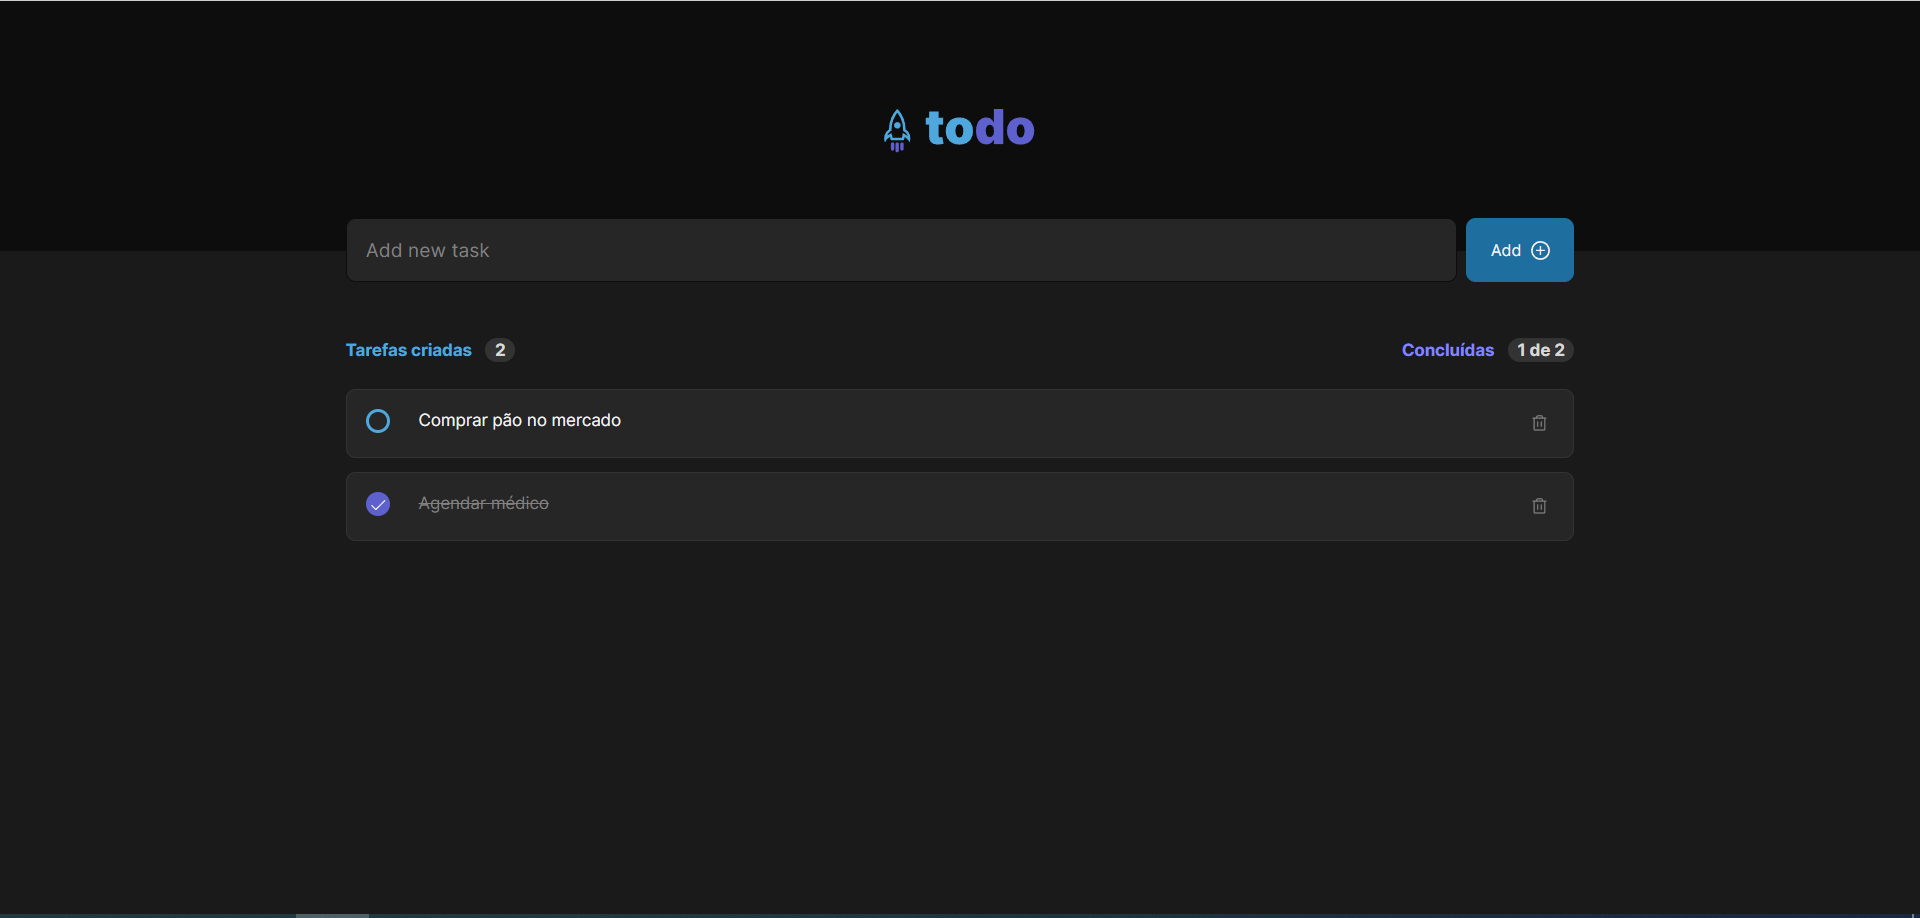 todo
Add new task
Add
Tarefas criadas 2
Concluídas 1 de 2
Comprar pão no mercado
Agendar médico